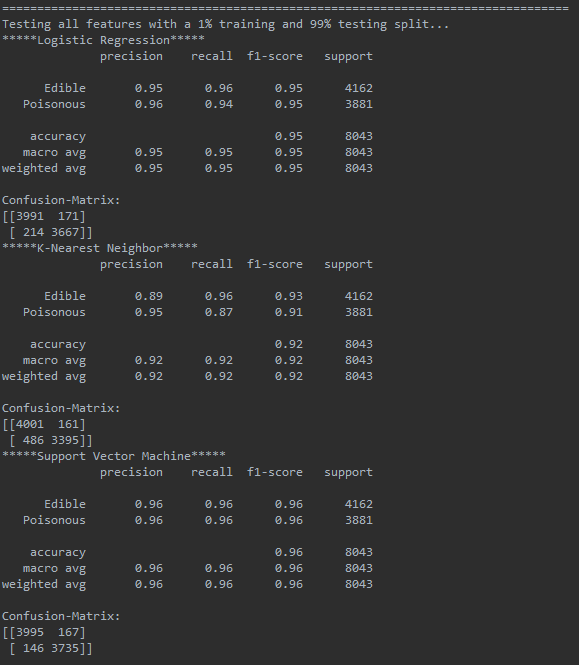 =================================================================================
Testing all features with a 1% training and 99% testing split...
*****Logistic Regression*****
              precision    recall  f1-score   support

      Edible       0.95      0.96      0.95      4162
   Poisonous       0.96      0.94      0.95      3881

    accuracy                           0.95      8043
   macro avg       0.95      0.95      0.95      8043
weighted avg       0.95      0.95      0.95      8043

Confusion-Matrix:
[[3991  171]
 [ 214 3667]]
*****K-Nearest Neighbor*****
              precision    recall  f1-score   support

      Edible       0.89      0.96      0.93      4162
   Poisonous       0.95      0.87      0.91      3881

    accuracy                           0.92      8043
   macro avg       0.92      0.92      0.92      8043
weighted avg       0.92      0.92      0.92      8043

Confusion-Matrix:
[[4001  161]
 [ 486 3395]]
*****Support Vector Machine*****
              precision    recall  f1-score   support

      Edible       0.96      0.96      0.96      4162
   Poisonous       0.96      0.96      0.96      3881

    accuracy                           0.96      8043
   macro avg       0.96      0.96      0.96      8043
weighted avg       0.96      0.96      0.96      8043

Confusion-Matrix:
[[3995  167]
 [ 146 3735]]